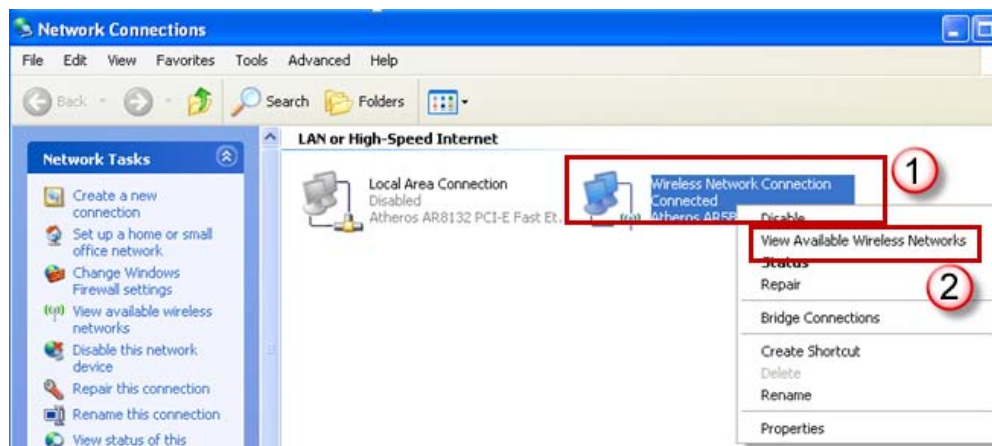 Network Connections
File Edit View Favorites Tools Advanced Help
Back Search Folders
Network Tasks
Create a new
connection
Set up a home or small
office network
Change Windows
Firewall settings
View available wireless
networks
Disable this network
device
Repair this connection
Rename this connection
View status of this
LAN or High-Speed Internet
Local Area Connection
Disabled
Atheros AR8132 PCI-E Fast Et...
Wireless Network Connection
Connected
Atheros
1
Disable
View Available Wireless Networks
Status
Repair
2
Bridge Connections
Create Shortcut
Delete
Rename
Properties